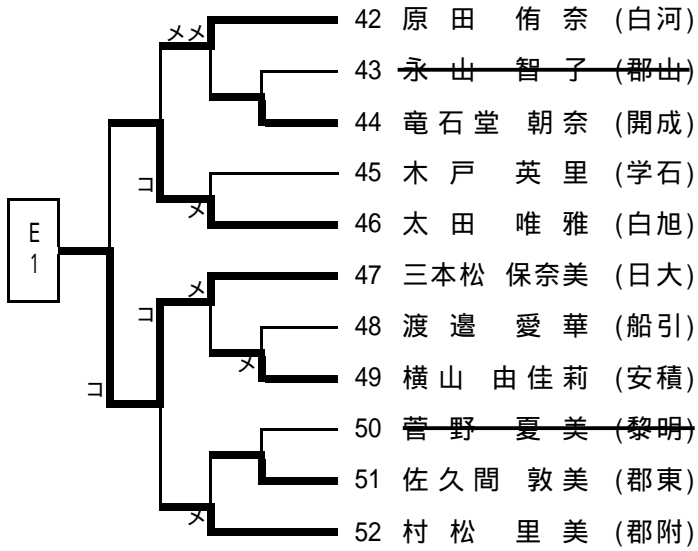 メメ
42 原田 侑奈 (白河)
43 永山 智子 (郡山)
44 竜石堂 朝奈 (開成)
コ
45 木戸 英里 (学石)
メ
46 太田 唯雅 (白旭)
E
1
47 三本松 保奈美 (日大)
メ
コ
48 渡邉 愛華 (船引)
メ
49 横山 由佳莉 (安積)
コ
50 菅野 夏美 (黎明)
51 佐久間 敦美 (郡東)
メ
52 村松 里美 (郡附)